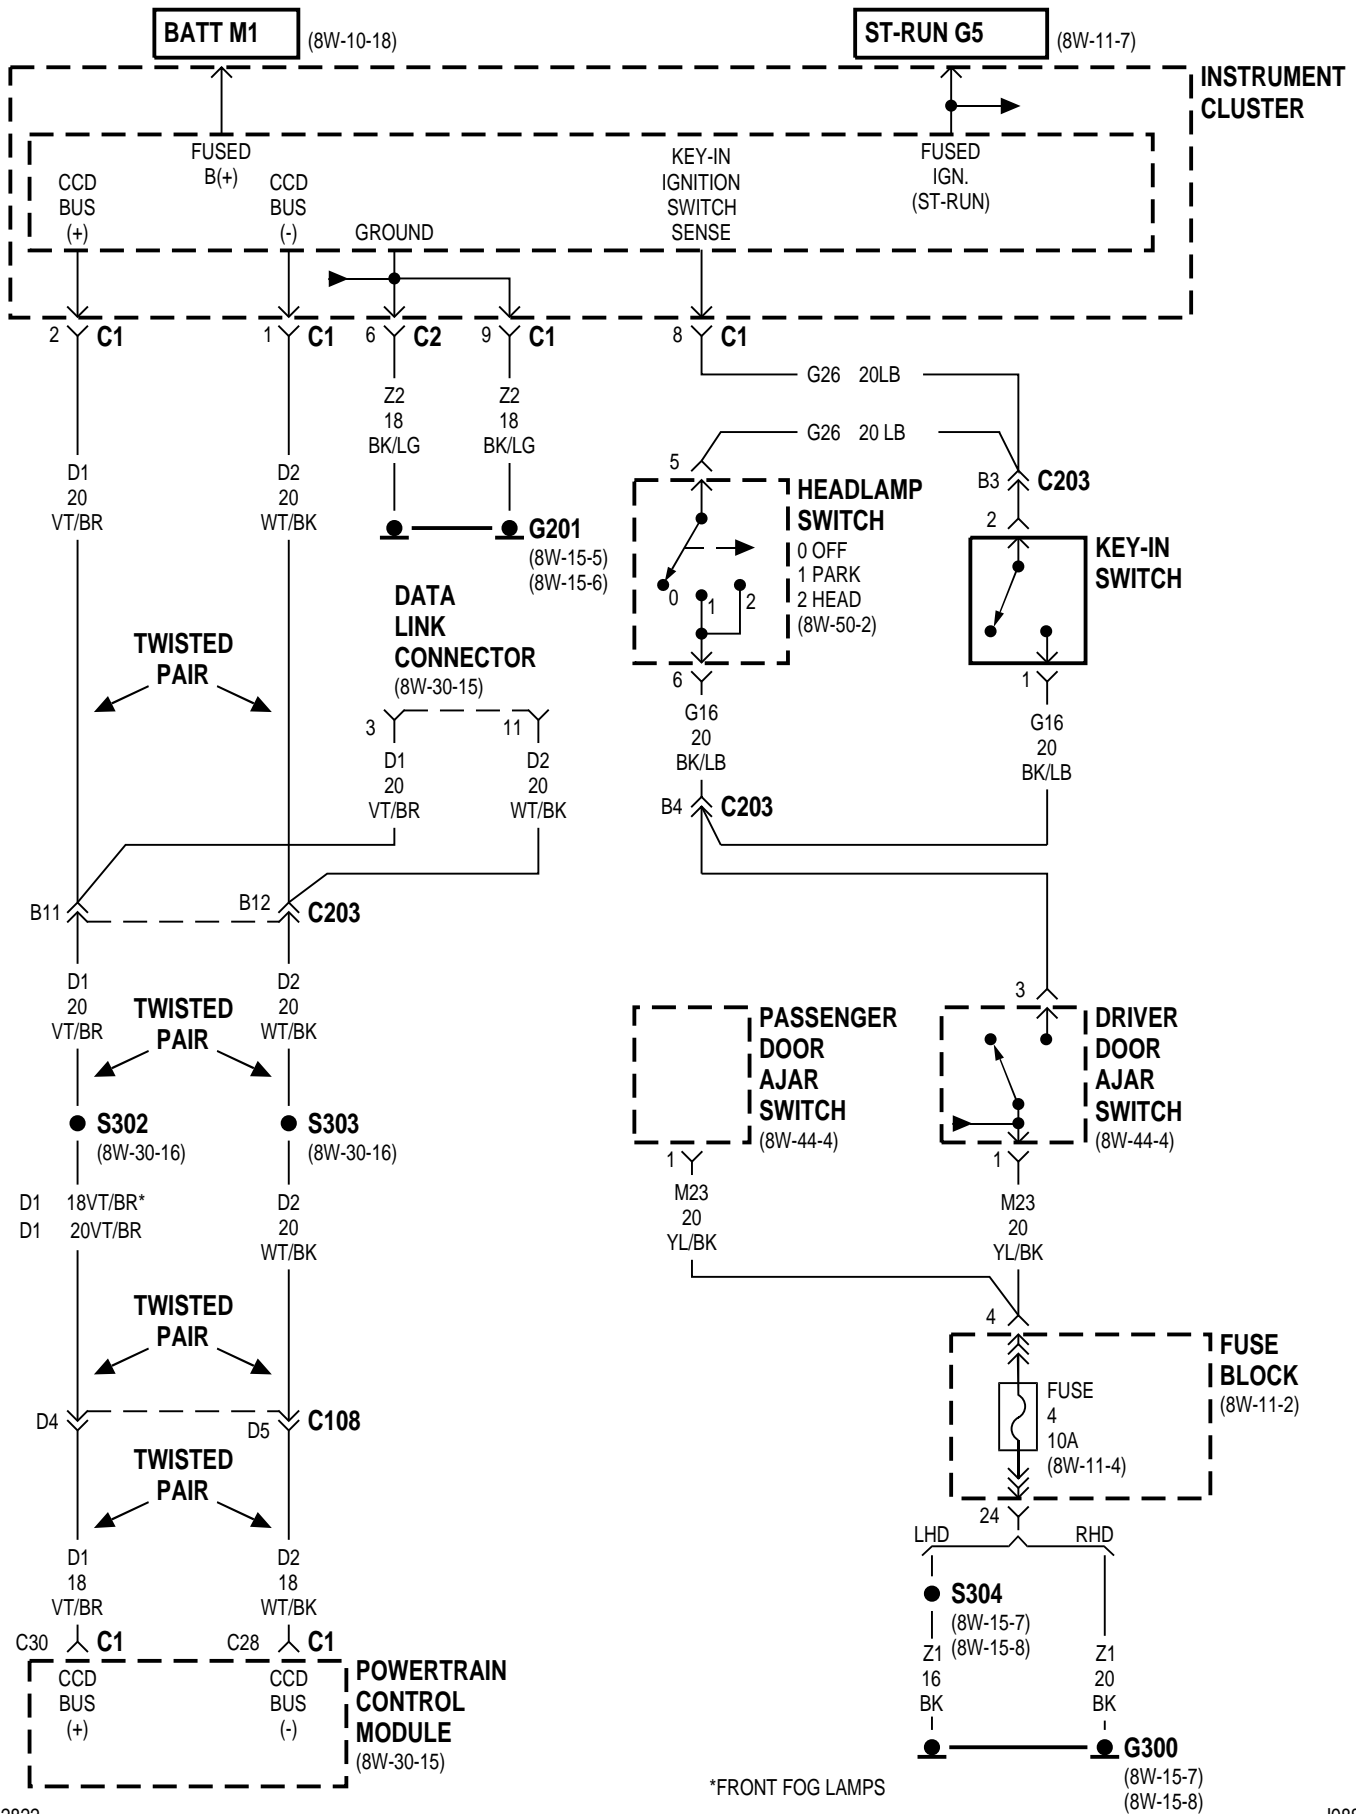 BATT M1
(8W-10-18)
ST-RUN G5
(8W-11-7)
INSTRUMENT
CLUSTER
FUSED
B(+)
CCD
BUS
(+)
CCD
BUS
(-)
GROUND
KEY-IN
IGNITION
SWITCH
SENSE
FUSED
IGN.
(ST-RUN)
2 C1
1 C1
6 C2
9 C1
8 C1
G26 20LB
Z2
18
BK/LG
Z2
18
BK/LG
G26 20 LB
D1
20
VT/BR
D2
20
WT/BK
5
B3 C203
2
HEADLAMP
SWITCH
0 OFF
1 PARK
2 HEAD
(8W-50-2)
0
1
2
KEY-IN
SWITCH
G201
(8W-15-5)
(8W-15-6)
DATA
LINK
CONNECTOR
(8W-30-15)
TWISTED
PAIR
3
11
6
1
D1
20
VT/BR
D2
20
WT/BK
G16
20
BK/LB
G16
20
BK/LB
B4 C203
B11
B12 C203
D1
20
VT/BR
D2
20
WT/BK
TWISTED
PAIR
3
PASSENGER
DOOR
AJAR
SWITCH
(8W-44-4)
DRIVER
DOOR
AJAR
SWITCH
(8W-44-4)
S302
(8W-30-16)
S303
(8W-30-16)
1
1
D1 18VT/BR*
D1 20VT/BR
D2
20
WT/BK
M23
20
YL/BK
M23
20
YL/BK
TWISTED
PAIR
4
FUSE
BLOCK
(8W-11-2)
FUSE
4
10A
(8W-11-4)
D4
D5 C108
TWISTED
PAIR
24
LHD
RHD
D1
18
VT/BR
D2
18
WT/BK
S304
(8W-15-7)
(8W-15-8)
C30 C1
C28 C1
Z1
16
BK
Z1
20
BK
CCD
BUS
(+)
CCD
BUS
(-)
POWERTRAIN
CONTROL
MODULE
(8W-30-15)
G300
(8W-15-7)
(8W-15-8)
*FRONT FOG LAMPS